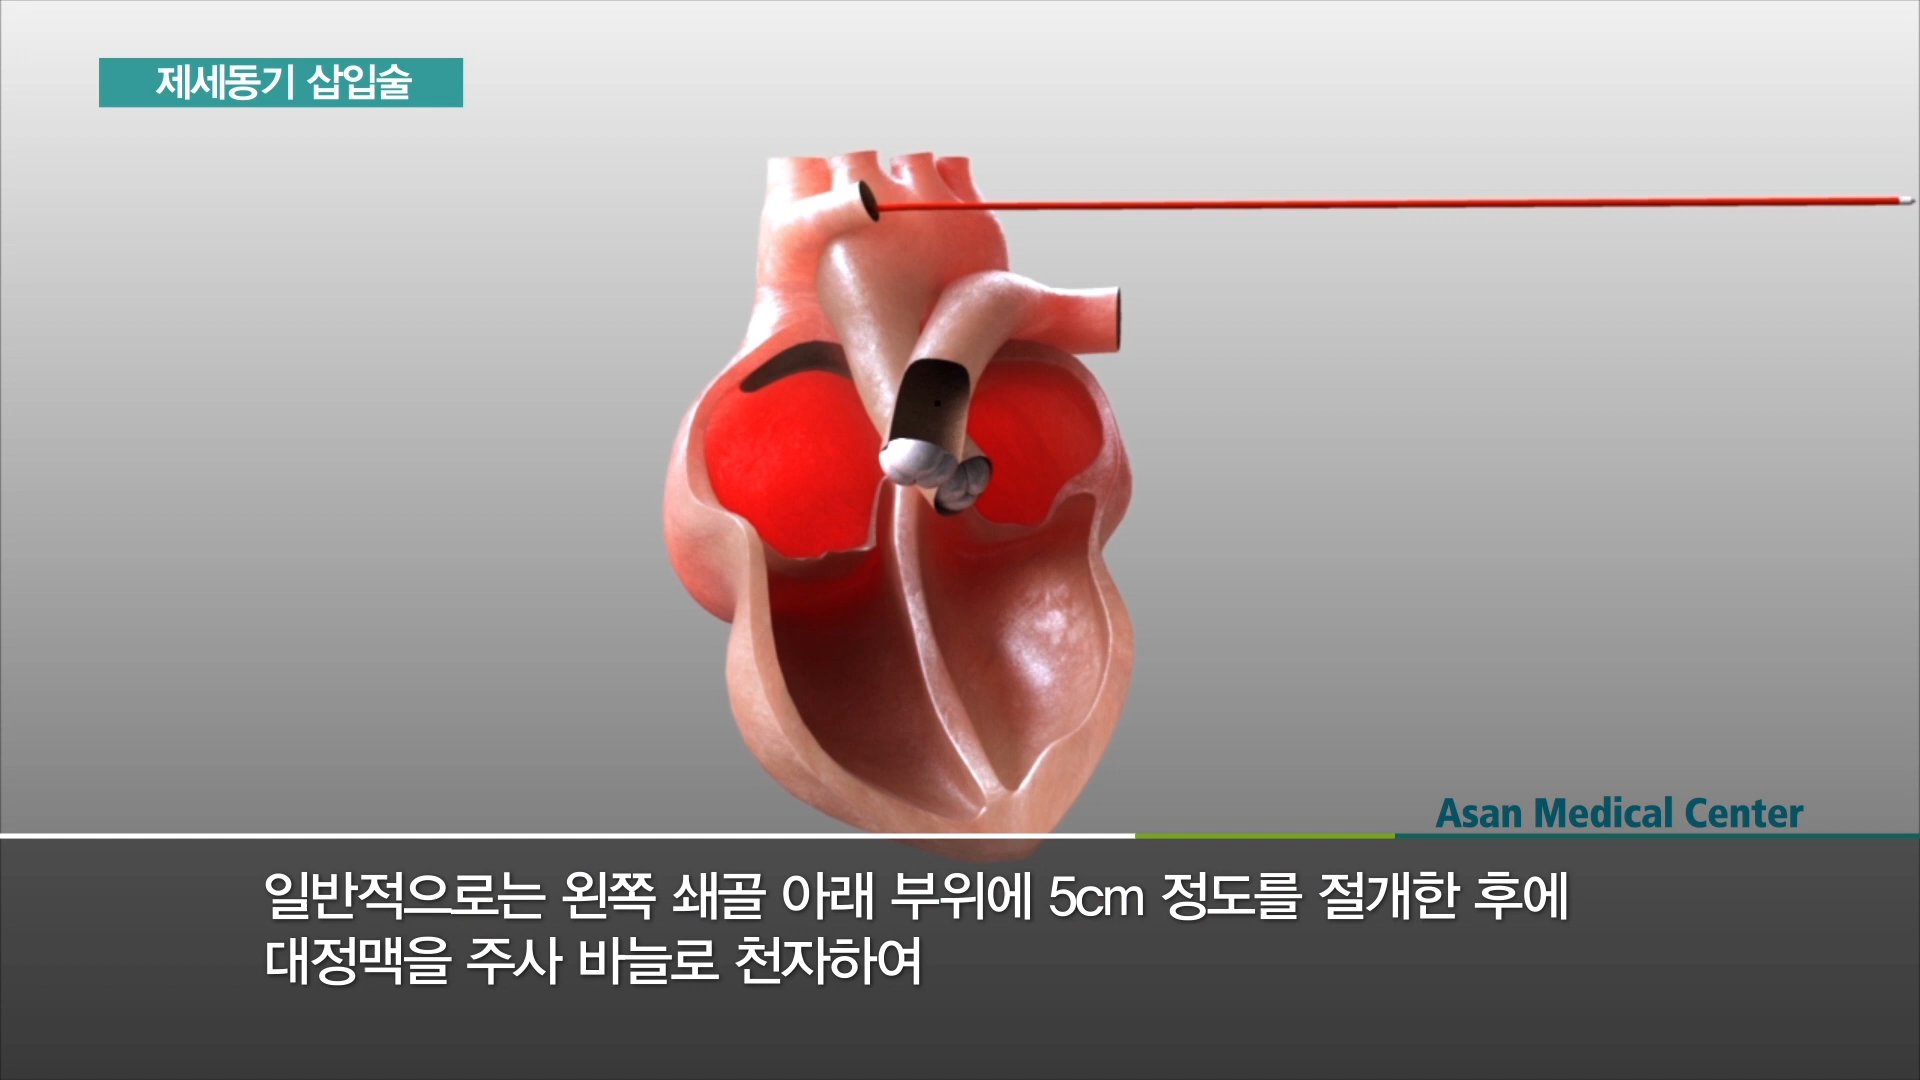 제세동기 삽입술
Asan Medical Center
일반적으로는 왼쪽 쇄골 아래 부위에 5cm 정도를 절개한 후에
대정맥을 주사 바늘로 천자하여